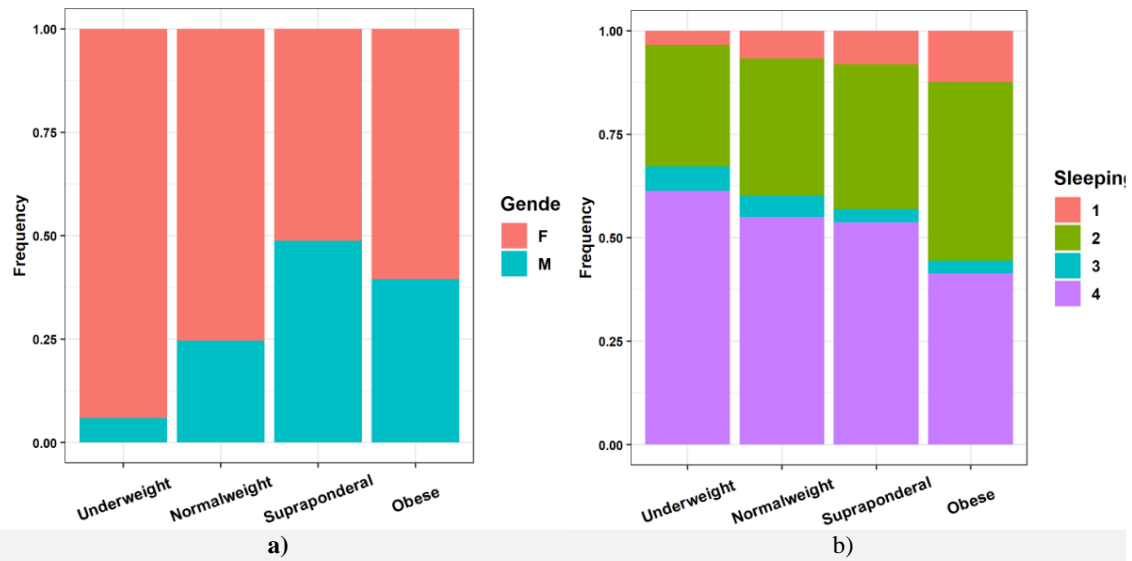 1.00
0.75
0.50
0.25
0.00
Frequency
Underweight
Normalweight
Supraponderal
Obese
Gende
F
M
a)
1.00
0.75
0.50
0.25
0.00
Frequency
Underweight
Normalweight
Supraponderal
Obese
Sleeping
1
2
3
4
b)